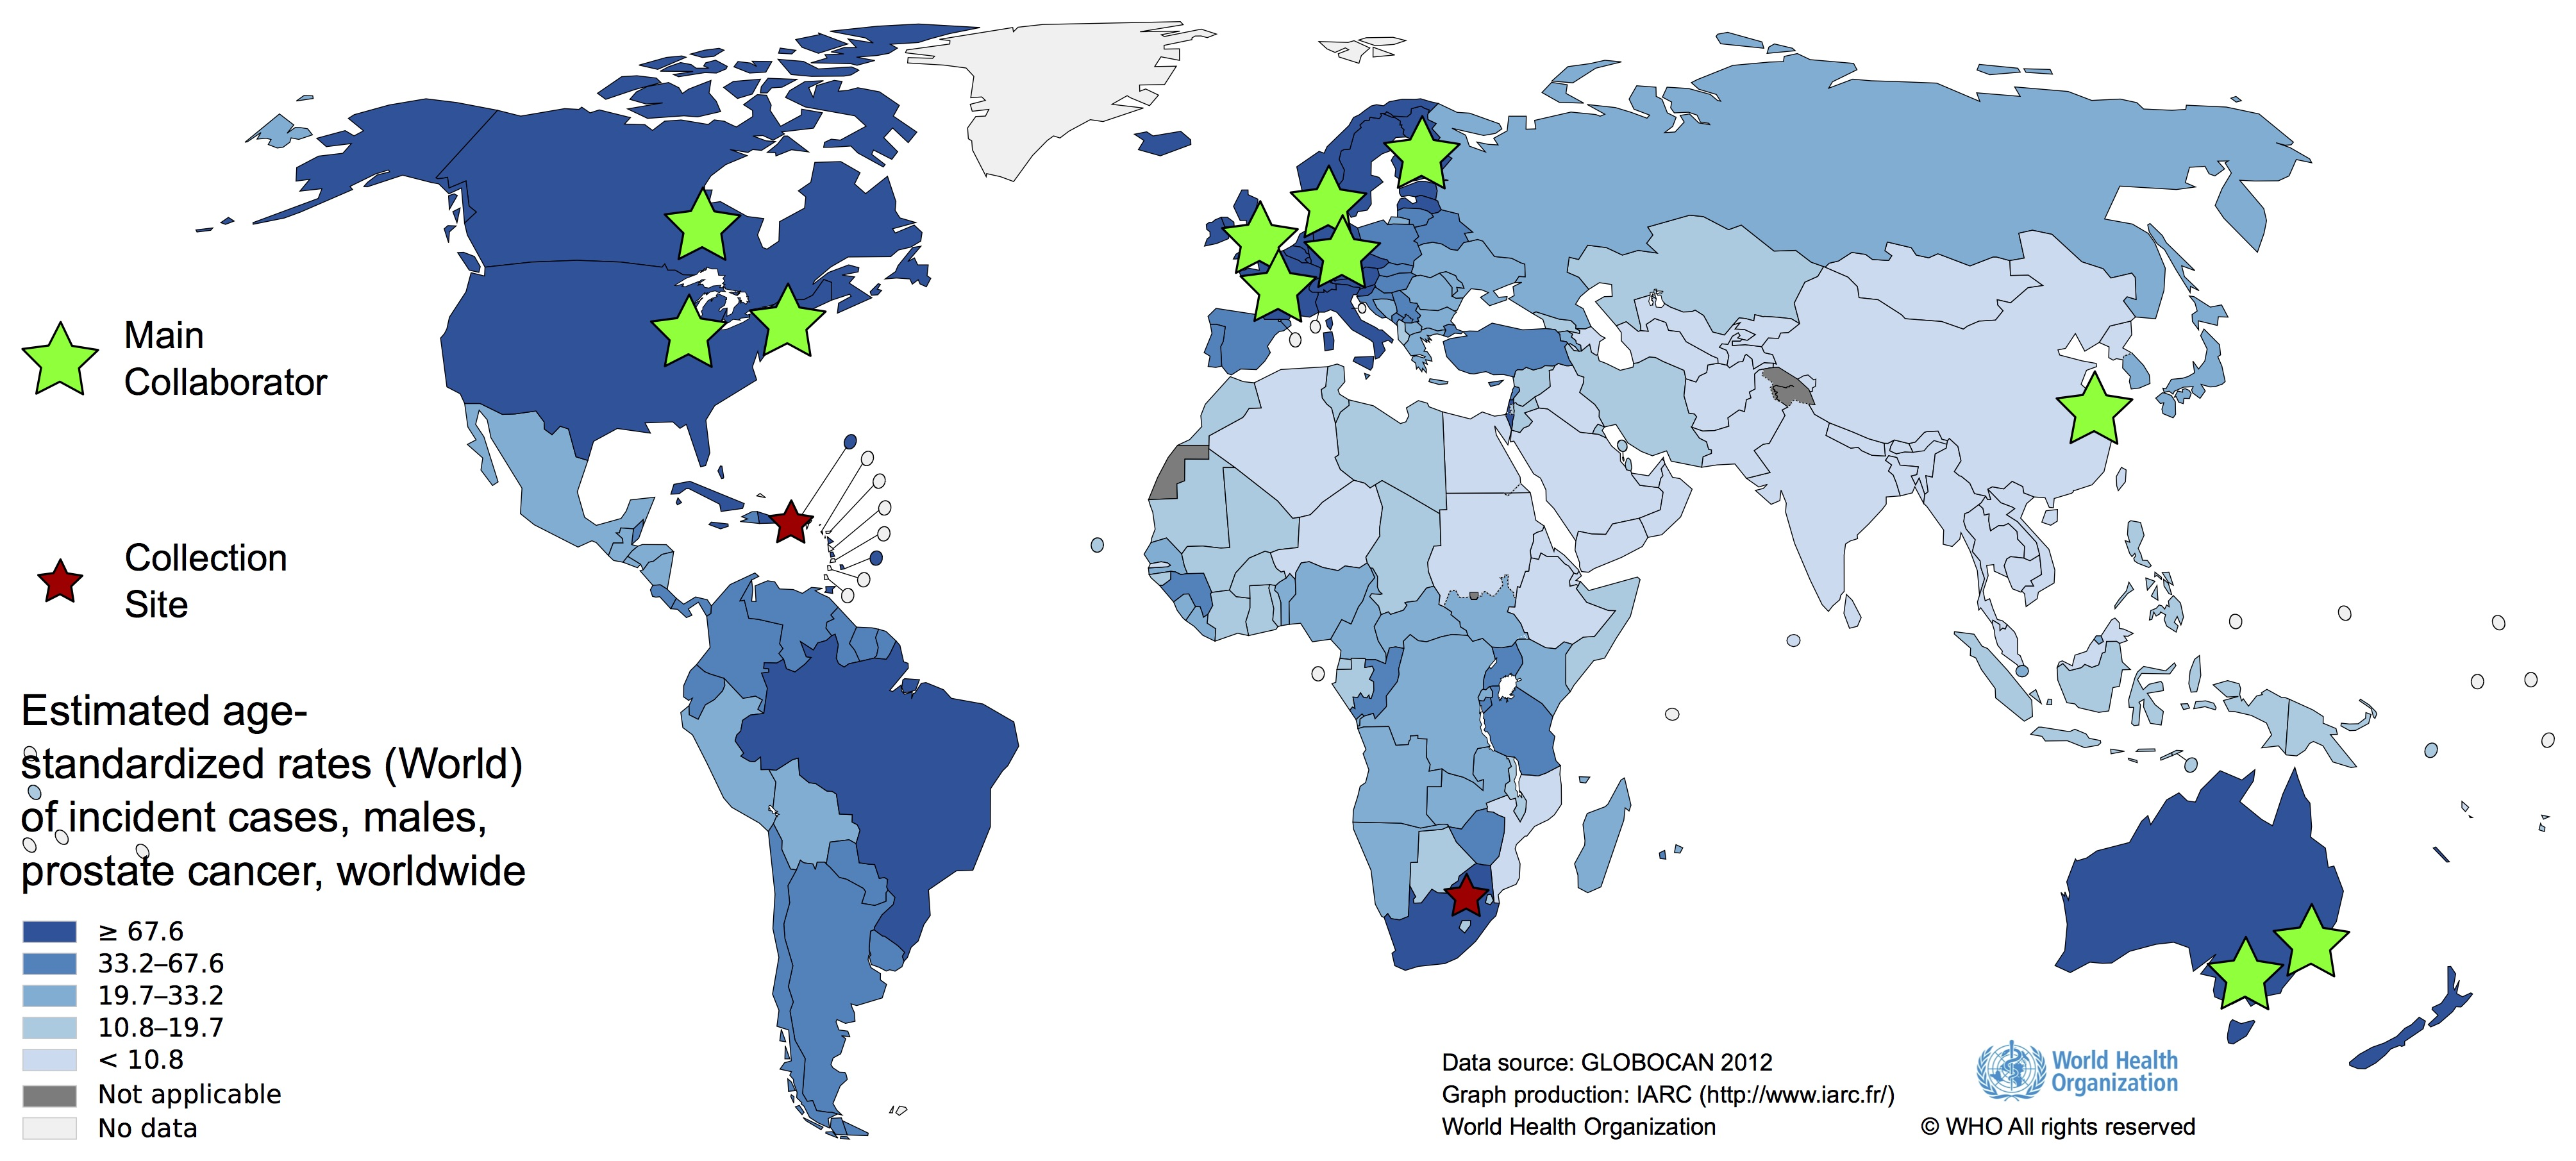 Main
Collaborator
Collection
Site
Estimated age-
standardized rates (World)
of incident cases, males,
prostate cancer, worldwide
≥ 67.6
33.2–67.6
19.7–33.2
10.8–19.7
< 10.8
Not applicable
No data
Data source: GLOBOCAN 2012
Graph production: IARC (http://www.iarc.fr/)
World Health Organization
World Health
Organization
© WHO All rights reserved